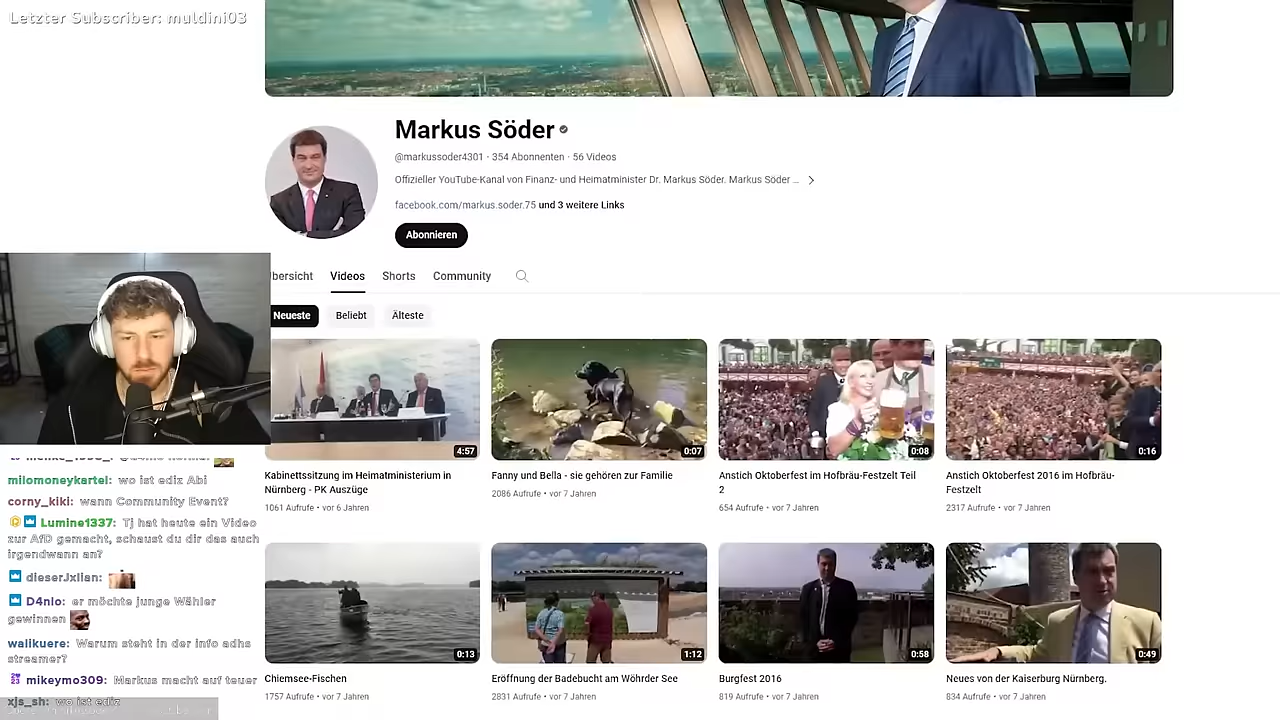 Letzter Subscriber: muldini03
Markus Söder
@markussoder4301 · 354 Abonnenten · 56 Videos
Offizieller YouTube-Kanal von Finanz- und Heimatminister Dr. Markus Söder. Markus Söder ...
facebook.com/markus.soder.75 und 3 weitere Links
Abonnieren
bersicht Videos Shorts Community
Neueste Beliebt Älteste
4:57
0:07
0:08
0:16
Kabinettssitzung im Heimatministerium in
Nürnberg - PK Auszüge
1061 Aufrufe · vor 6 Jahren
Fanny und Bella - sie gehören zur Familie
2086 Aufrufe · vor 7 Jahren
Anstich Oktoberfest im Hofbräu-Festzelt Teil
2
654 Aufrufe · vor 7 Jahren
Anstich Oktoberfest 2016 im Hofbräu-
Festzelt
2317 Aufrufe · vor 7 Jahren
0:13
1:12
0:58
0:49
Chiemsee-Fischen
1757 Aufrufe · vor 7 Jahren
Eröffnung der Badebucht am Wöhrder See
2831 Aufrufe · vor 7 Jahren
Burgfest 2016
819 Aufrufe · vor 7 Jahren
Neues von der Kaiserburg Nürnberg.
834 Aufrufe · vor 7 Jahren
milomoneykartel: wo ist ediz Abi
corny_kiki: wann Community Event?
Lumine1337: Tj hat heute ein Video
zur AfD gemacht, schaust du dir das auch
irgendwann an?
dieserJxlian:
D4nio: er möchte junge Wähler
gewinnen
walikuere: Warum steht in der info adhs
streamer?
mikeymo309: Markus macht auf teuer
xjs_sh: wo ist ediz